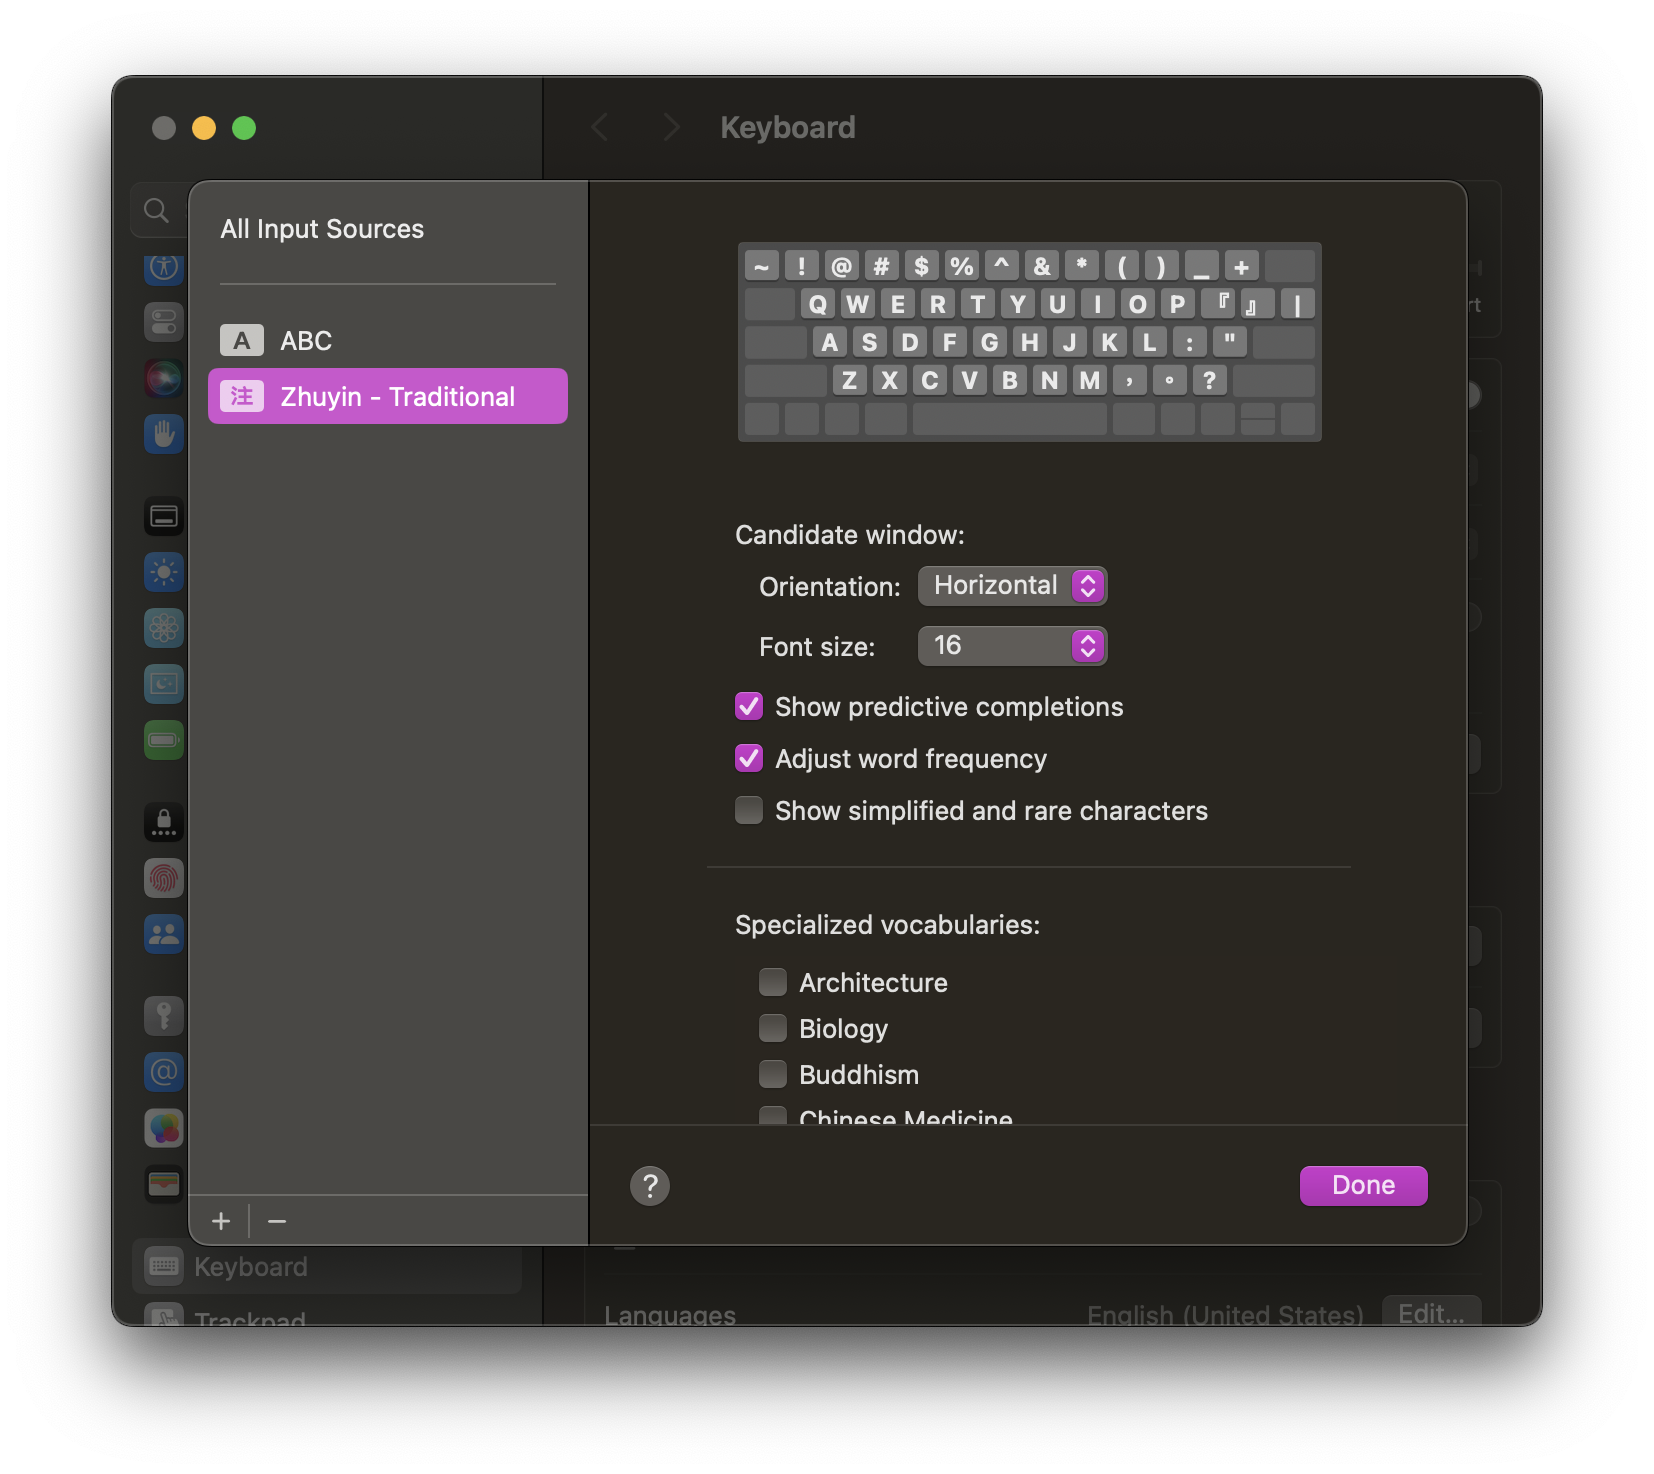 Keyboard
All Input Sources
A ABC
注 Zhuyin - Traditional
~ ! @ # $ % ^ & * ( ) _ +
Q W E R T Y U I O P 『 』 |
A S D F G H J K L : "
Z X C V B N M , 。 ?
Candidate window:
Orientation: Horizontal
Font size: 16
Show predictive completions
Adjust word frequency
Show simplified and rare characters
Specialized vocabularies:
Architecture
Biology
Buddhism
Chinese Medicine
? Done
+ −
Keyboard
Trackpad
Languages English (United States) Edit...